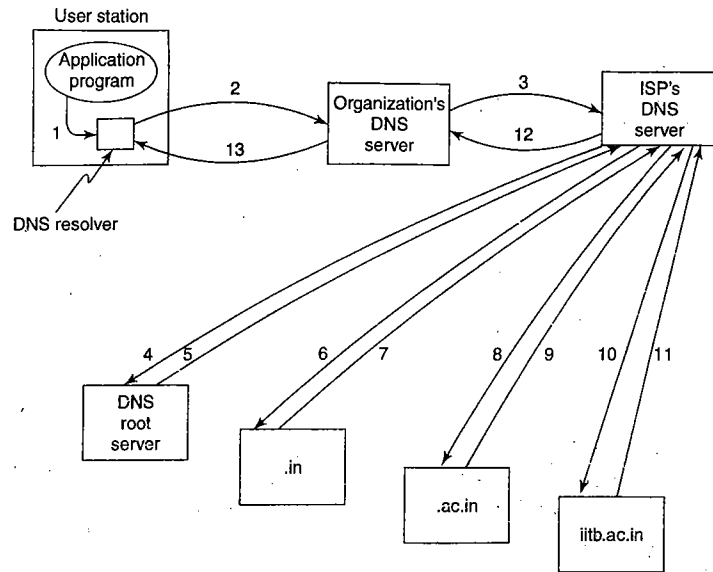 User station
Application
program
1
DNS resolver
2
13
Organization's
DNS
server
3
12
ISP's
DNS
server
4
5
6
7
8
9
10
11
DNS
root
server
.in
.ac.in
iitb.ac.in